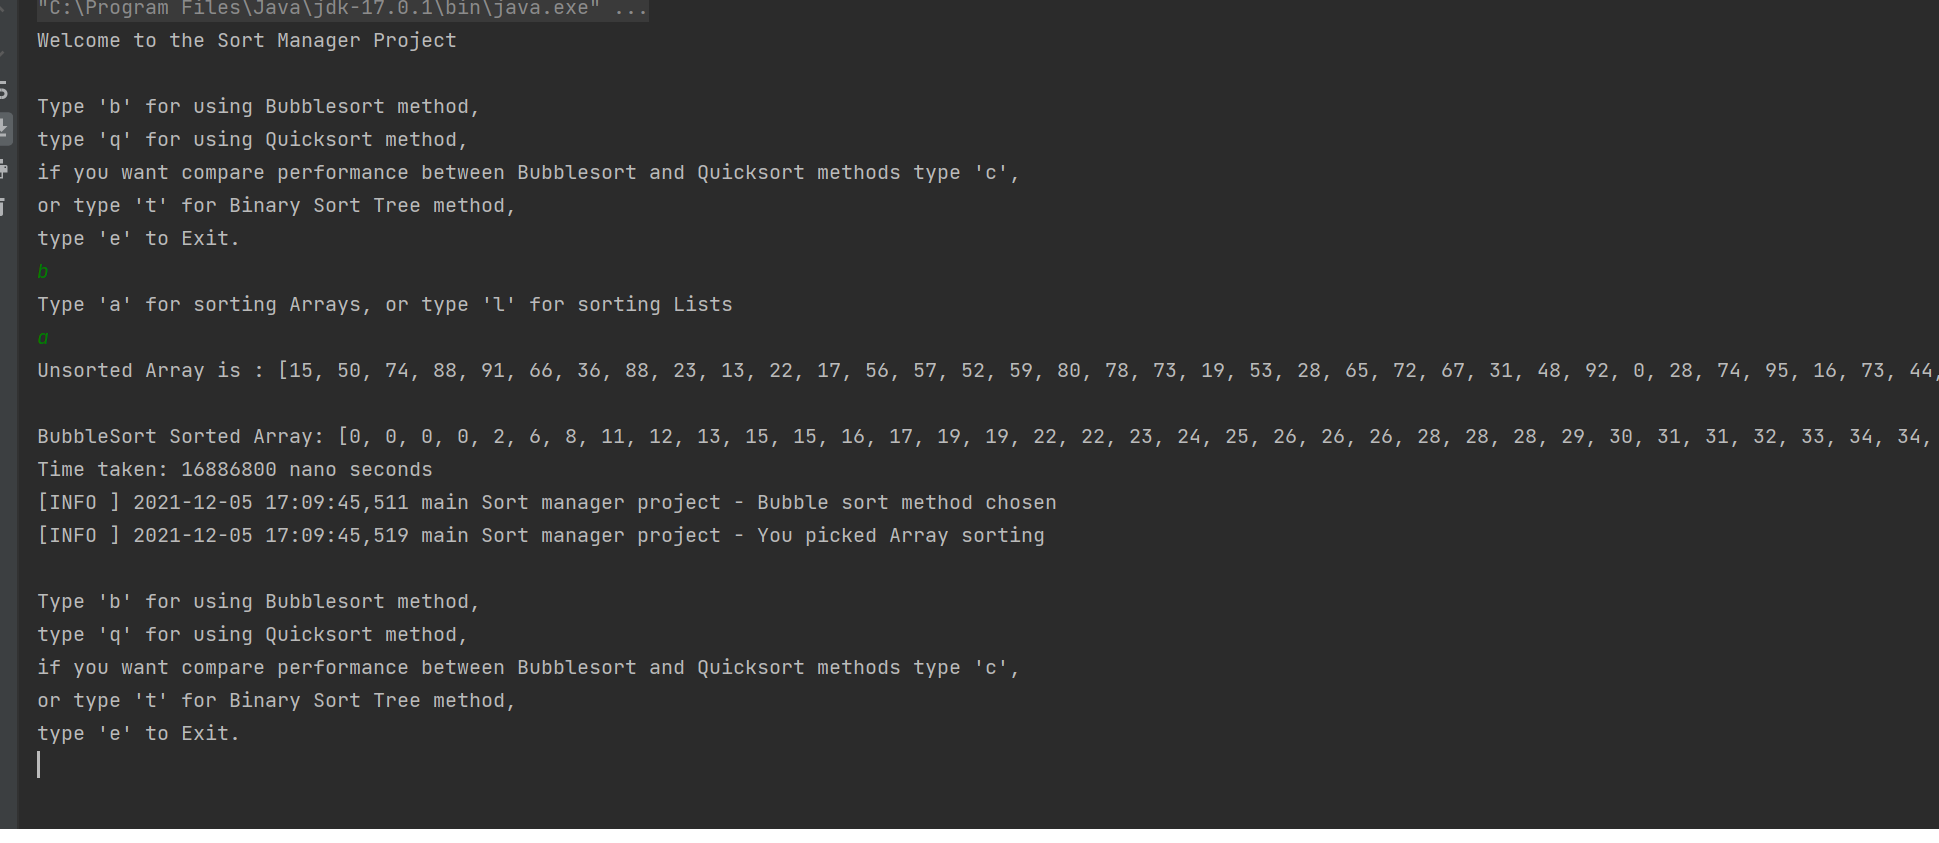 "C:\Program Files\Java\jdk-17.0.1\bin\java.exe" ...
Welcome to the Sort Manager Project
Type 'b' for using Bubblesort method,
type 'q' for using Quicksort method,
if you want compare performance between Bubblesort and Quicksort methods type 'c',
or type 't' for Binary Sort Tree method,
type 'e' to Exit.
b
Type 'a' for sorting Arrays, or type 'l' for sorting Lists
a
Unsorted Array is : [15, 50, 74, 88, 91, 66, 36, 88, 23, 13, 22, 17, 56, 57, 52, 59, 80, 78, 73, 19, 53, 28, 65, 72, 67, 31, 48, 92, 0, 28, 74, 95, 16, 73, 44,
BubbleSort Sorted Array: [0, 0, 0, 0, 2, 6, 8, 11, 12, 13, 15, 15, 16, 17, 19, 19, 22, 22, 23, 24, 25, 26, 26, 26, 28, 28, 28, 29, 30, 31, 31, 32, 33, 34, 34,
Time taken: 16886800 nano seconds
[INFO ] 2021-12-05 17:09:45,511 main Sort manager project - Bubble sort method chosen
[INFO ] 2021-12-05 17:09:45,519 main Sort manager project - You picked Array sorting
Type 'b' for using Bubblesort method,
type 'q' for using Quicksort method,
if you want compare performance between Bubblesort and Quicksort methods type 'c',
or type 't' for Binary Sort Tree method,
type 'e' to Exit.